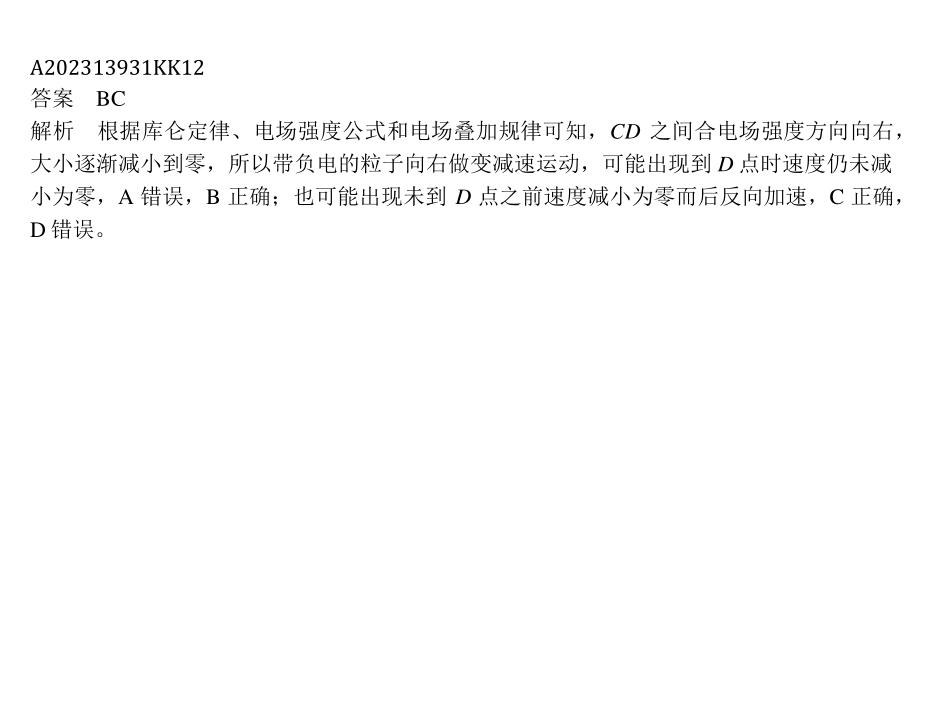 A202313931KK12
答案　BC
解析　根据库仑定律、电场强度公式和电场叠加规律可知，CD 之间合电场强度方向向右，
大小逐渐减小到零，所以带负电的粒子向右做变减速运动，可能出现到 D 点时速度仍未减
小为零，A 错误，B 正确；也可能出现未到 D 点之前速度减小为零而后反向加速，C 正确，
D 错误。